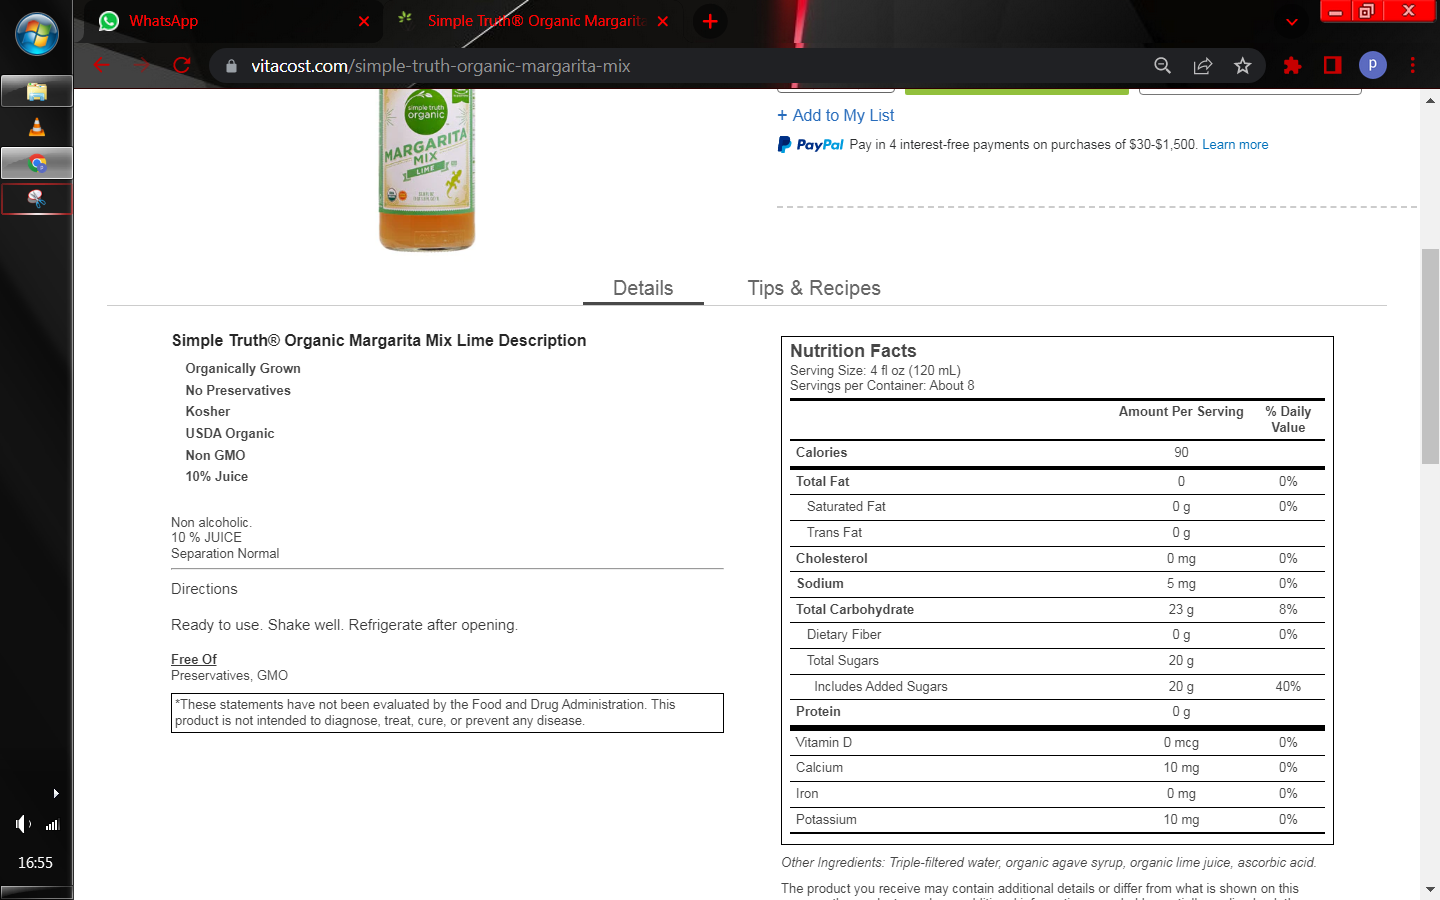 WhatsApp
Simple Truth® Organic Margarita
vitacost.com/simple-truth-organic-margarita-mix
p
simple truth
organic
MARGARITA
MIX
LIME
+ Add to My List
PayPal Pay in 4 interest-free payments on purchases of $30-$1,500. Learn more
Details
Tips & Recipes
Simple Truth® Organic Margarita Mix Lime Description
Organically Grown
No Preservatives
Kosher
USDA Organic
Non GMO
10% Juice
Non alcoholic.
10 % JUICE
Separation Normal
Directions
Ready to use. Shake well. Refrigerate after opening.
Free Of
Preservatives, GMO
*These statements have not been evaluated by the Food and Drug Administration. This
product is not intended to diagnose, treat, cure, or prevent any disease.
Nutrition Facts
Serving Size: 4 fl oz (120 mL)
Servings per Container: About 8
Amount Per Serving % Daily
Value
Calories 90
Total Fat 0 0%
Saturated Fat 0 g 0%
Trans Fat 0 g
Cholesterol 0 mg 0%
Sodium 5 mg 0%
Total Carbohydrate 23 g 8%
Dietary Fiber 0 g 0%
Total Sugars 20 g
Includes Added Sugars 20 g 40%
Protein 0 g
Vitamin D 0 mcg 0%
Calcium 10 mg 0%
Iron 0 mg 0%
Potassium 10 mg 0%
Other Ingredients: Triple-filtered water, organic agave syrup, organic lime juice, ascorbic acid.
The product you receive may contain additional details or differ from what is shown on this
16:55